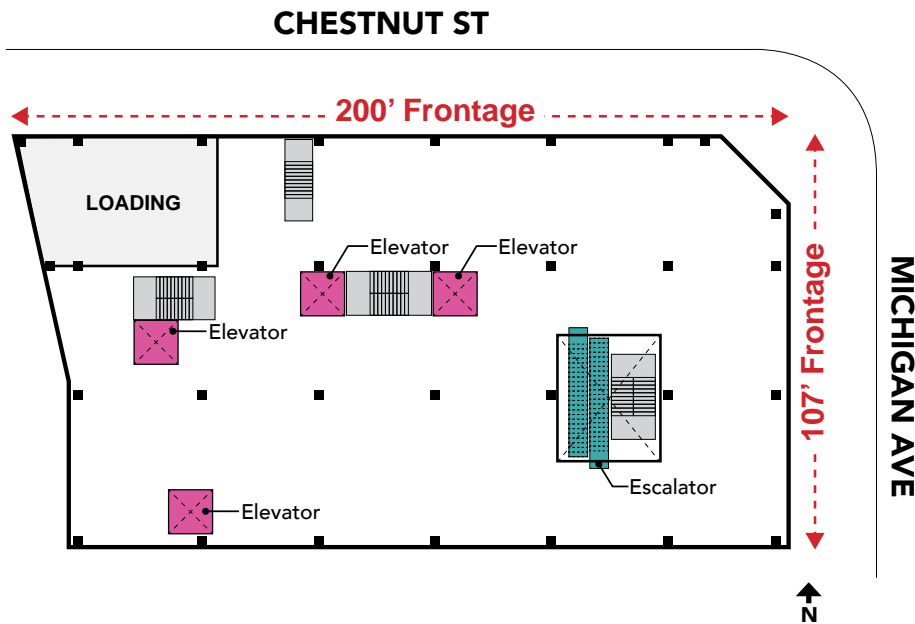 CHESTNUT ST
200’ Frontage
LOADING
Elevator
Elevator
Elevator
107’ Frontage
MICHIGAN AVE
Escalator
Elevator
N